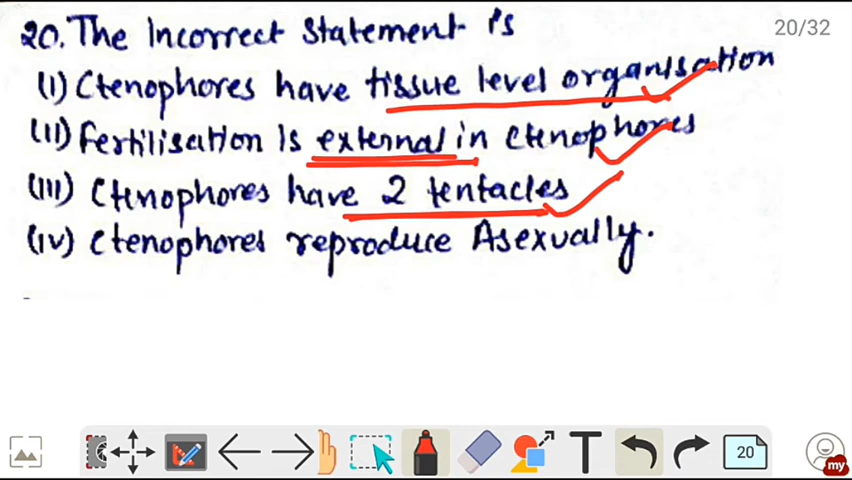 20/32
20. The Incorrect Statement is
(I) Ctenophores have tissue level organisation
(II) Fertilisation Is external in Ctenophores
(III) Ctenophores have 2 tentacles
(IV) Ctenophores reproduce Asexually.
T
20
my